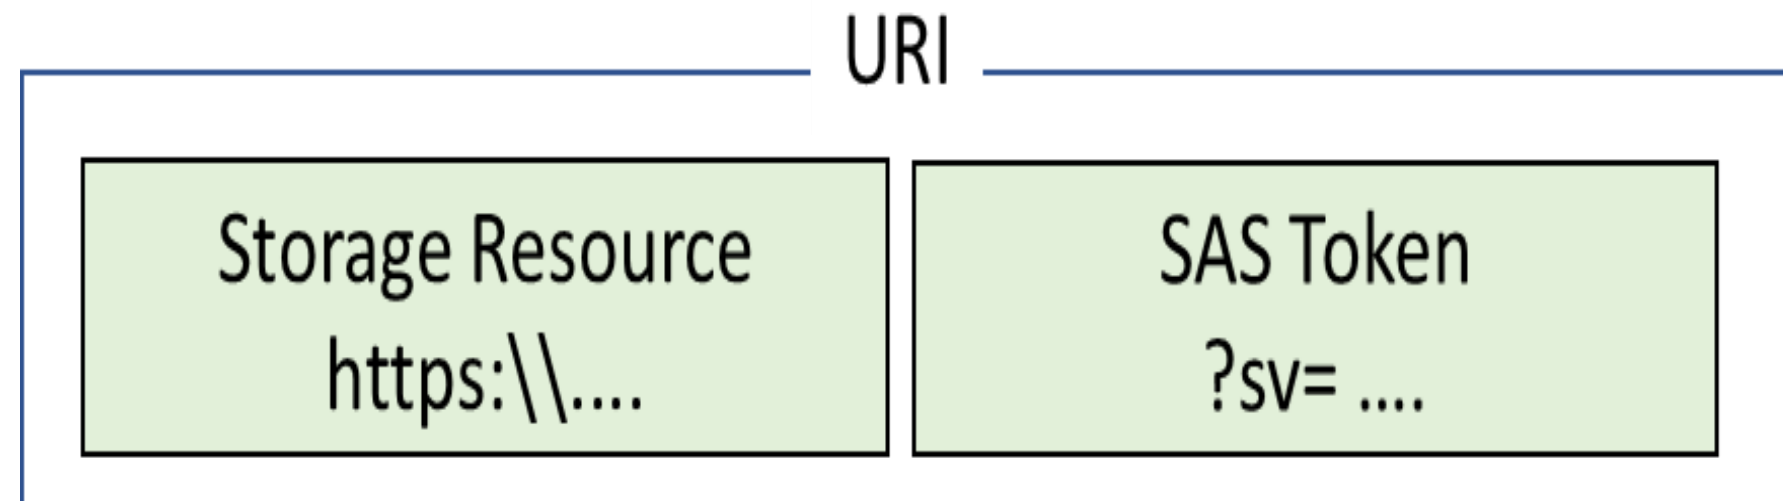 URI
Storage Resource
https:\\....
SAS Token
?sv= ....